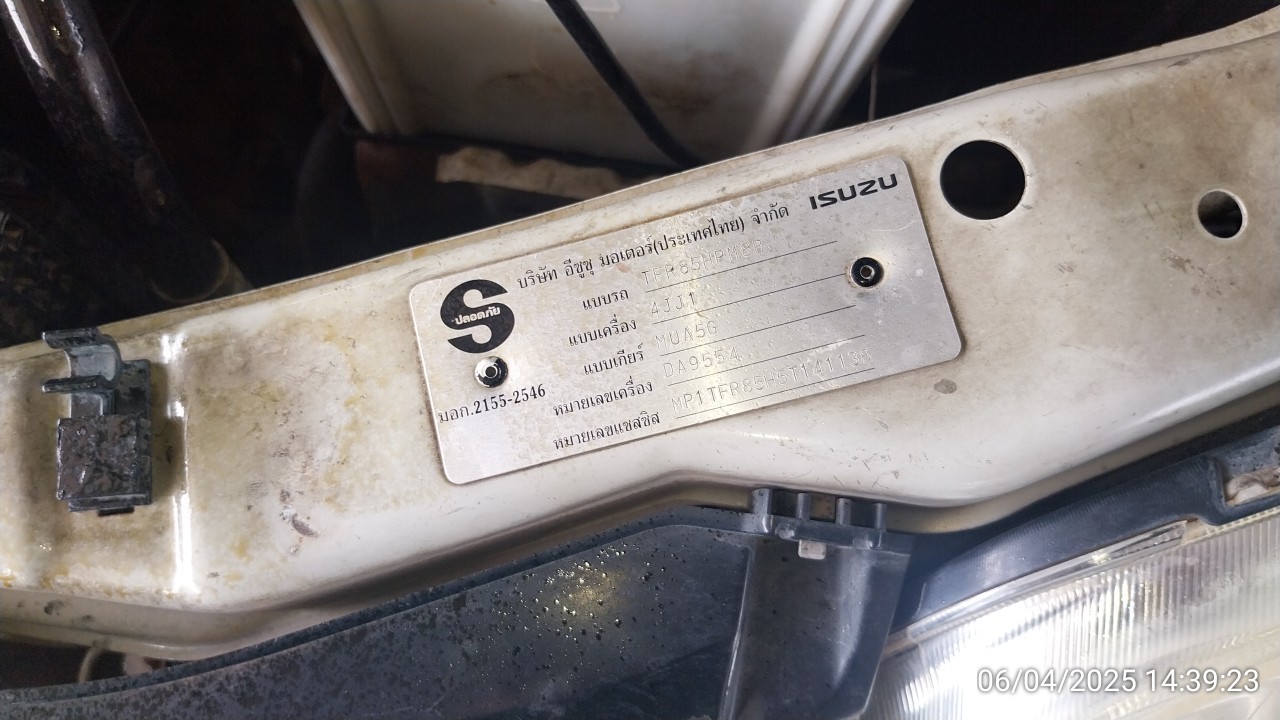 ISUZU
บริษัท อีซูซุ มอเตอร์(ประเทศไทย) จำกัด
S
ปลอดภัย
มอก.2155-2546
แบบรถ
แบบเครื่อง 4JJ1
แบบเกียร์ MUA5G
หมายเลขเครื่อง DA9554
หมายเลขแชสซิส MP1TFR85H5T141138
06/04/2025 14:39:23